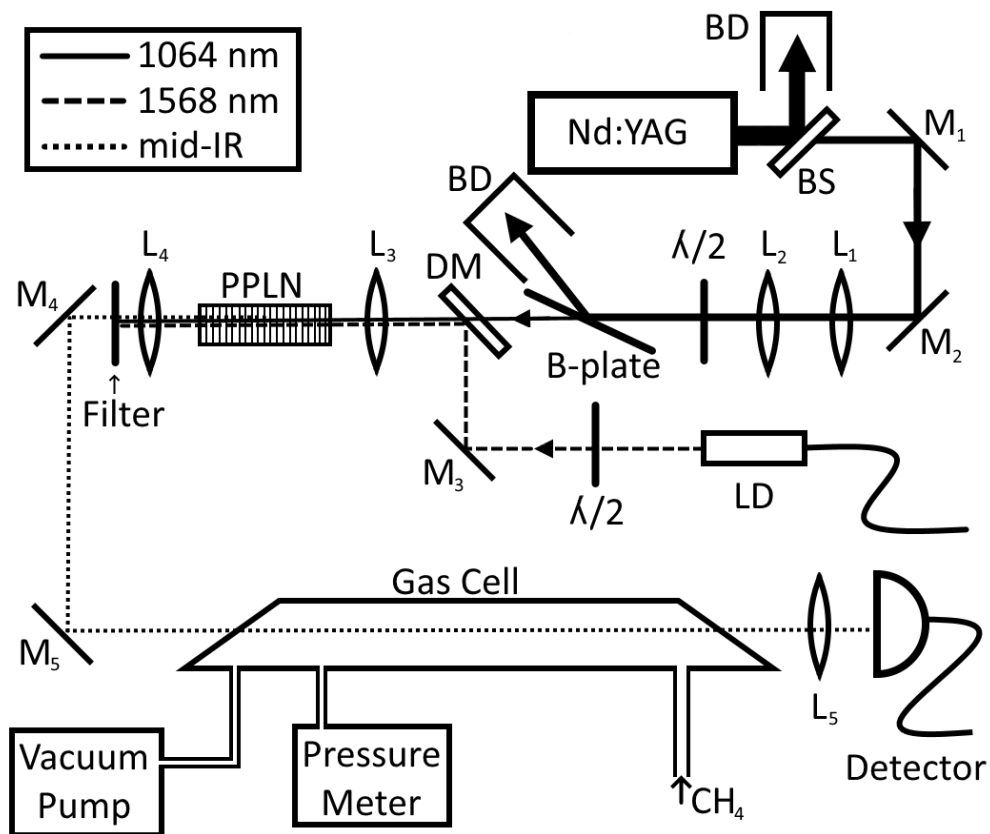 1064 nm
1568 nm
mid-IR
BD
Nd:YAG
BS
M₁
BD
L₄
L₃
DM
λ/2
L₂
L₁
M₄
PPLN
M₂
B-plate
↑
Filter
M₃
λ/2
LD
Gas Cell
M₅
L₅
Vacuum
Pump
Pressure
Meter
↑CH₄
Detector